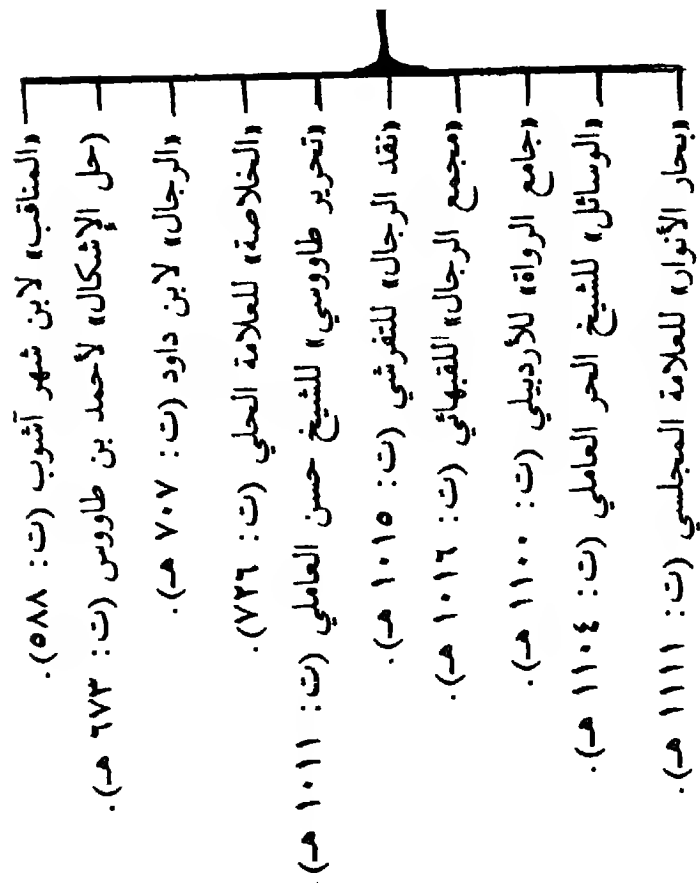 «المناقب» لابن شهر آشوب (ت: ٥٨٨).
(حل الإشكال» لأحمد بن طاووس (ت: ٦٧٣ هـ).
«الرجال» لابن داود (ت: ٧٠٧ هـ).
«الخلاصة» للعلامة الحلي (ت: ٧٢٦).
«تحرير طاووسي» للشيخ حسن العاملي (ت: ١٠١١ هـ)
«نقد الرجال» للتفرشي (ت: ١٠١٥ هـ).
«مجمع الرجال» للقبهائي (ت: ١٠١٦ هـ).
«جامع الرواة» للأردبيلي (ت: ١١٠٠ هـ).
«الوسائل» للشيخ الحر العاملي (ت: ١١٠٤ هـ).
«بحار الأنوار» للعلامة المجلسي (ت: ١١١١ هـ).